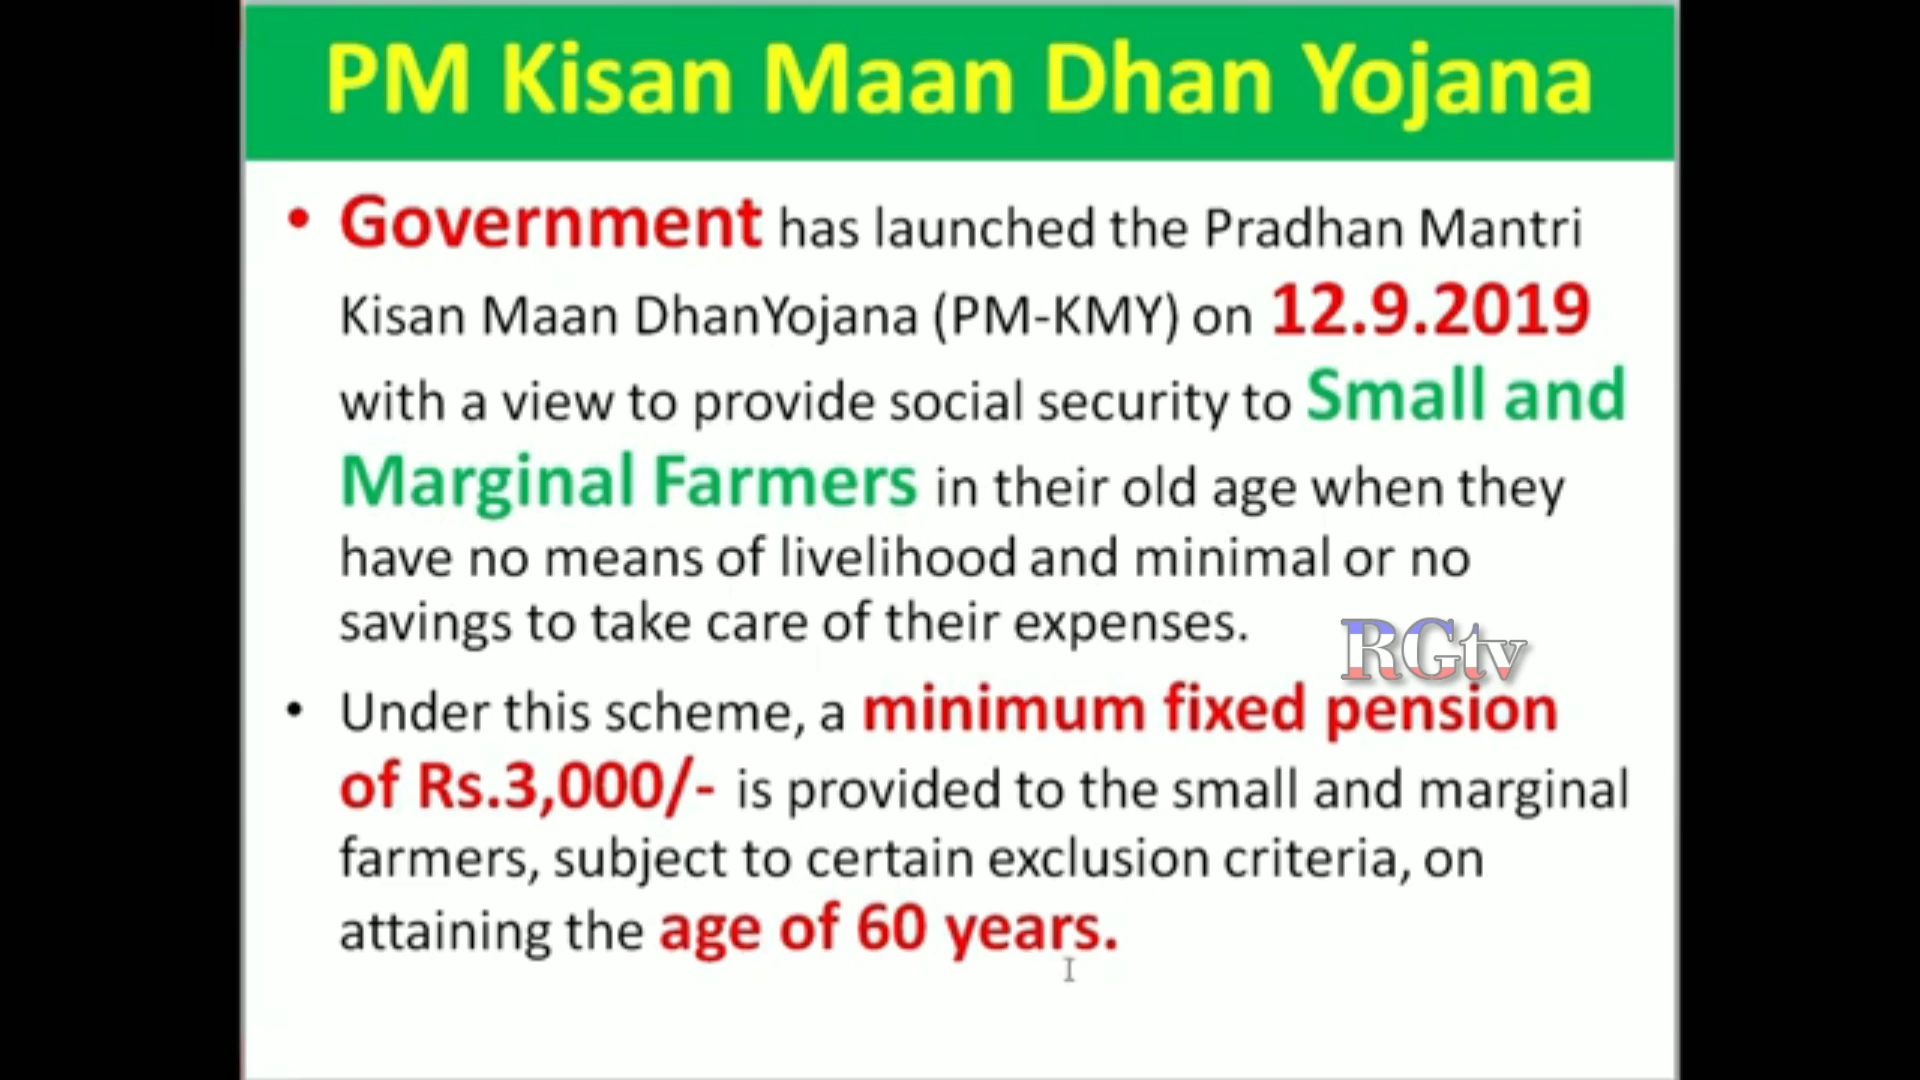 PM Kisan Maan Dhan Yojana
• Government has launched the Pradhan Mantri
Kisan Maan DhanYojana (PM-KMY) on 12.9.2019
with a view to provide social security to Small and
Marginal Farmers in their old age when they
have no means of livelihood and minimal or no
savings to take care of their expenses.
RGtv
• Under this scheme, a minimum fixed pension
of Rs.3,000/- is provided to the small and marginal
farmers, subject to certain exclusion criteria, on
attaining the age of 60 years.